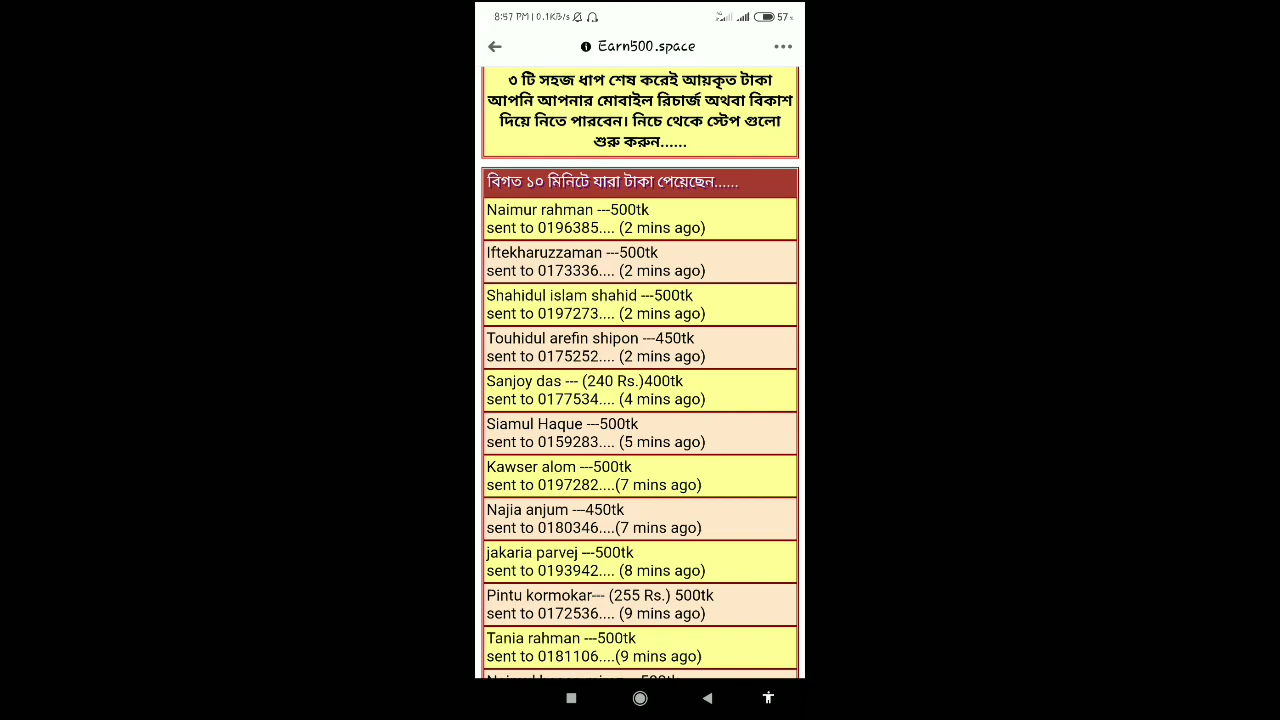 8:57 PM | 0.1KB/s
4G
57%
Earn500.space
৩ টি সহজ ধাপ শেষ করেই আয়কৃত টাকা
আপনি আপনার মোবাইল রিচার্জ অথবা বিকাশ
দিয়ে নিতে পারবেন। নিচে থেকে স্টেপ গুলো
শুরু করুন......
বিগত ১০ মিনিটে যারা টাকা পেয়েছেন......
Naimur rahman ---500tk
sent to 0196385.... (2 mins ago)
Iftekharuzzaman ---500tk
sent to 0173336.... (2 mins ago)
Shahidul islam shahid ---500tk
sent to 0197273.... (2 mins ago)
Touhidul arefin shipon ---450tk
sent to 0175252.... (2 mins ago)
Sanjoy das --- (240 Rs.)400tk
sent to 0177534.... (4 mins ago)
Siamul Haque ---500tk
sent to 0159283.... (5 mins ago)
Kawser alom ---500tk
sent to 0197282....(7 mins ago)
Najia anjum ---450tk
sent to 0180346....(7 mins ago)
jakaria parvej ---500tk
sent to 0193942.... (8 mins ago)
Pintu kormokar--- (255 Rs.) 500tk
sent to 0172536.... (9 mins ago)
Tania rahman ---500tk
sent to 0181106....(9 mins ago)